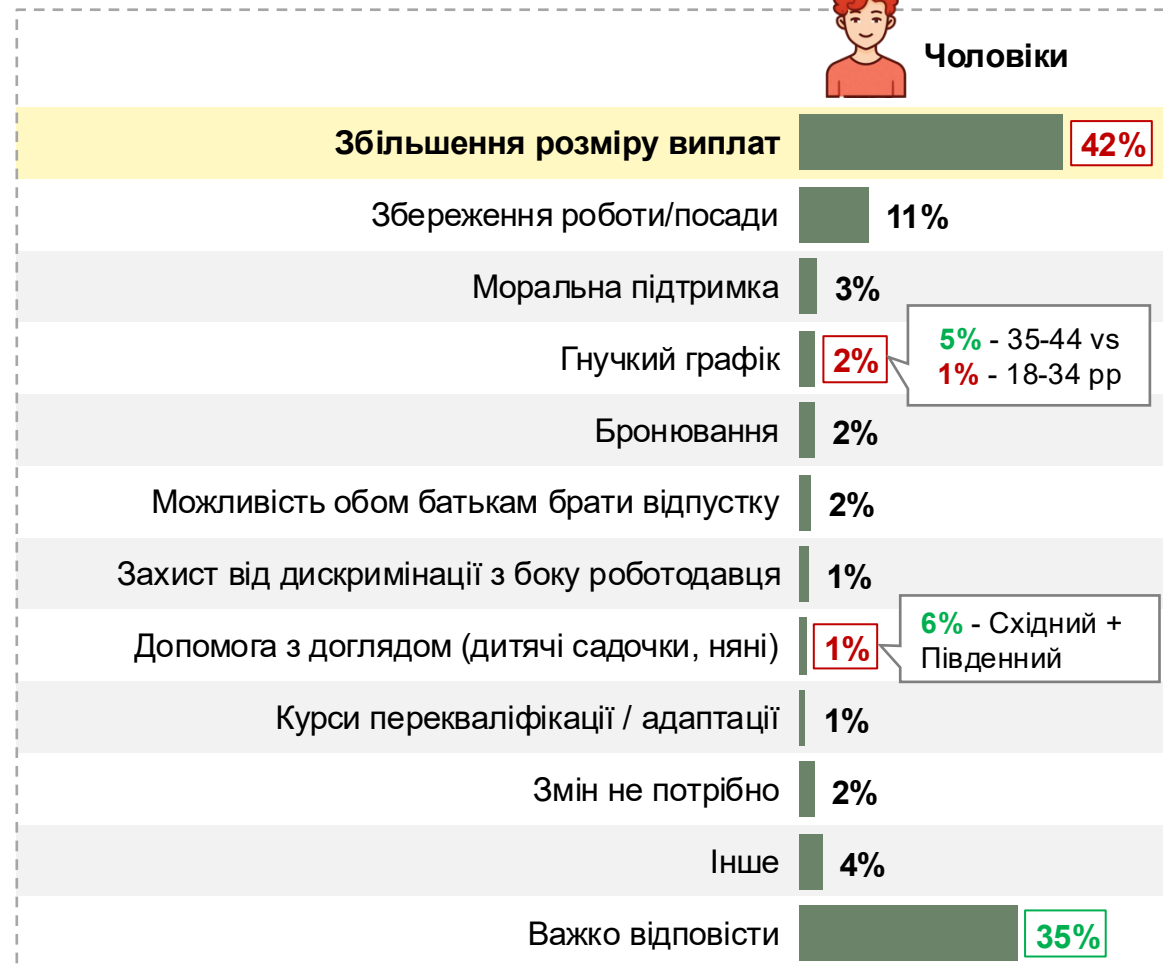 Чоловіки
Збільшення розміру виплат 42%
Збереження роботи/посади 11%
Моральна підтримка 3%
Гнучкий графік 2%
5% - 35-44 vs
1% - 18-34 рр
Бронювання 2%
Можливість обом батькам брати відпустку 2%
Захист від дискримінації з боку роботодавця 1%
Допомога з доглядом (дитячі садочки, няні) 1%
6% - Східний +
Південний
Курси перекваліфікації / адаптації 1%
Змін не потрібно 2%
Інше 4%
Важко відповісти 35%